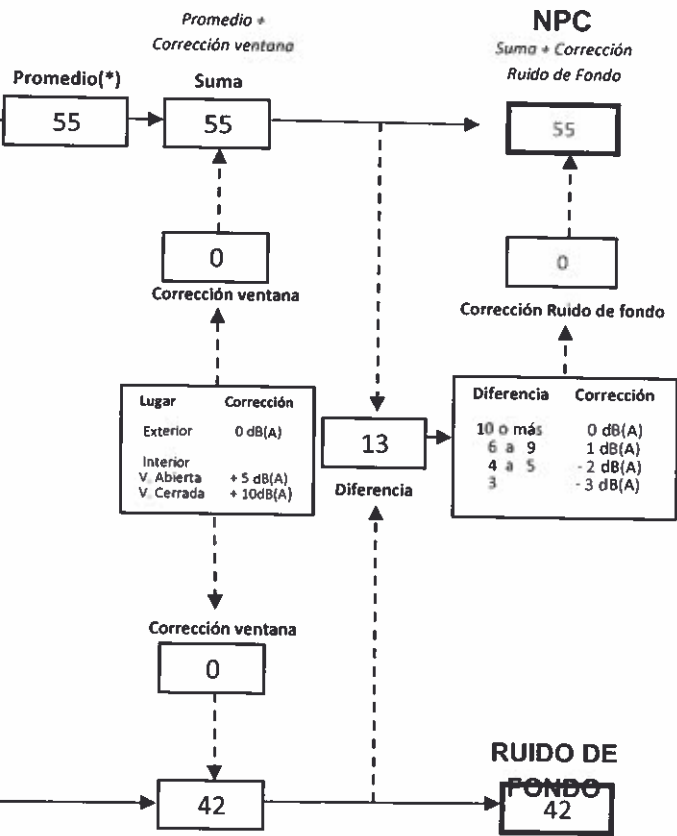 Promedio +
Corrección ventana
NPC
Suma + Corrección
Ruido de Fondo
Promedio(*)
Suma
55
55
55
0
Corrección ventana
0
Corrección Ruido de fondo
Lugar Corrección
Exterior 0 dB(A)
Interior
V. Abierta + 5 dB(A)
V. Cerrada + 10dB(A)
13
Diferencia
Diferencia Corrección
10 o más 0 dB(A)
6 a 9 1 dB(A)
4 a 5 - 2 dB(A)
3 - 3 dB(A)
Corrección ventana
0
42
RUIDO DE
FONDO
42